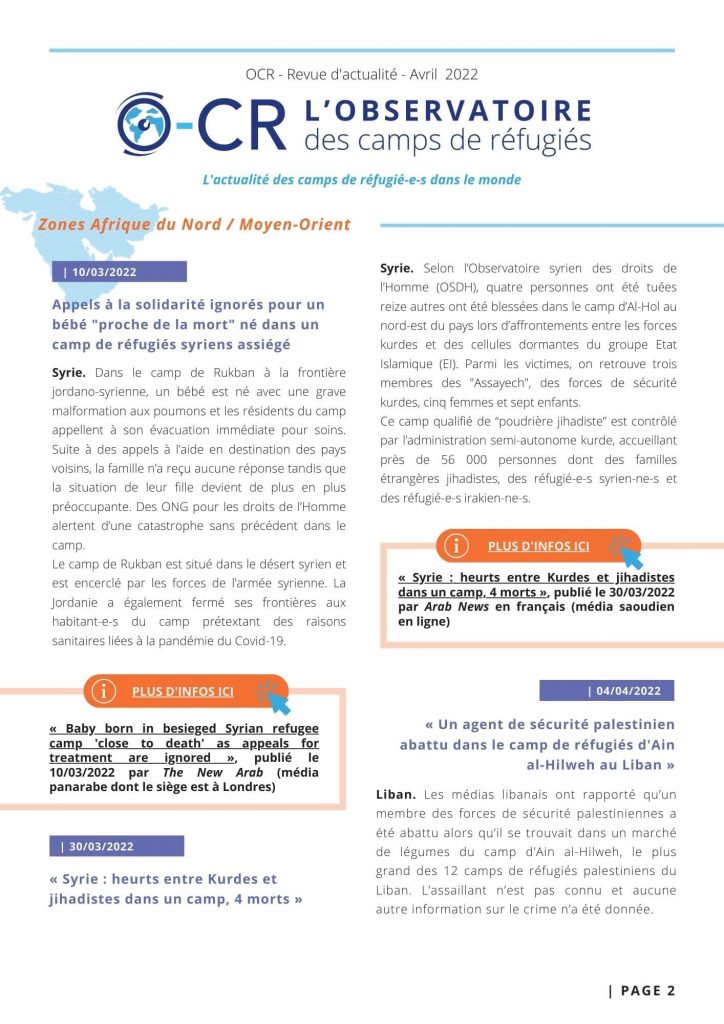 OCR - Revue d'actualité - Avril 2022
O-CR L'OBSERVATOIRE
des camps de réfugiés
L'actualité des camps de réfugié-e-s dans le monde
Zones Afrique du Nord / Moyen-Orient
| 10/03/2022
Appels à la solidarité ignorés pour un
bébé "proche de la mort" né dans un
camp de réfugiés syriens assiégé
Syrie. Dans le camp de Rukban à la frontière
jordano-syrienne, un bébé est né avec une grave
malformation aux poumons et les résidents du camp
appellent à son évacuation immédiate pour soins.
Suite à des appels à l'aide en destination des pays
voisins, la famille n'a reçu aucune réponse tandis que
la situation de leur fille devient de plus en plus
préoccupante. Des ONG pour les droits de l'Homme
alertent d'une catastrophe sans précédent dans le
camp.
Le camp de Rukban est situé dans le désert syrien et
est encerclé par les forces de l'armée syrienne. La
Jordanie a également fermé ses frontières aux
habitant-e-s du camp prétextant des raisons
sanitaires liées à la pandémie du Covid-19.
PLUS D'INFOS ICI
« Baby born in besieged Syrian refugee
camp 'close to death' as appeals for
treatment are ignored », publié le
10/03/2022 par The New Arab (média
panarabe dont le siège est à Londres)
| 30/03/2022
« Syrie : heurts entre Kurdes et
jihadistes dans un camp, 4 morts »
Syrie. Selon l'Observatoire syrien des droits de
l'Homme (OSDH), quatre personnes ont été tuées
reize autres ont été blessées dans le camp d'Al-Hol au
nord-est du pays lors d'affrontements entre les forces
kurdes et des cellules dormantes du groupe Etat
Islamique (EI). Parmi les victimes, on retrouve trois
membres des "Assayech", des forces de sécurité
kurdes, cinq femmes et sept enfants.
Ce camp qualifié de "poudrière jihadiste" est contrôlé
par l'administration semi-autonome kurde, accueillant
près de 56 000 personnes dont des familles
étrangères jihadistes, des réfugié-e-s syrien-ne-s et
des réfugié-e-s irakien-ne-s.
PLUS D'INFOS ICI
« Syrie : heurts entre Kurdes et jihadistes
dans un camp, 4 morts », publié le 30/03/2022
par Arab News en français (média saoudien
en ligne)
| 04/04/2022
« Un agent de sécurité palestinien
abattu dans le camp de réfugiés d'Ain
al-Hilweh au Liban »
Liban. Les médias libanais ont rapporté qu'un
membre des forces de sécurité palestiniennes a
été abattu alors qu'il se trouvait dans un marché
de légumes du camp d'Ain al-Hilweh, le plus
grand des 12 camps de réfugiés palestiniens du
Liban. L'assaillant n'est pas connu et aucune
autre information sur le crime n'a été donnée.
| PAGE 2